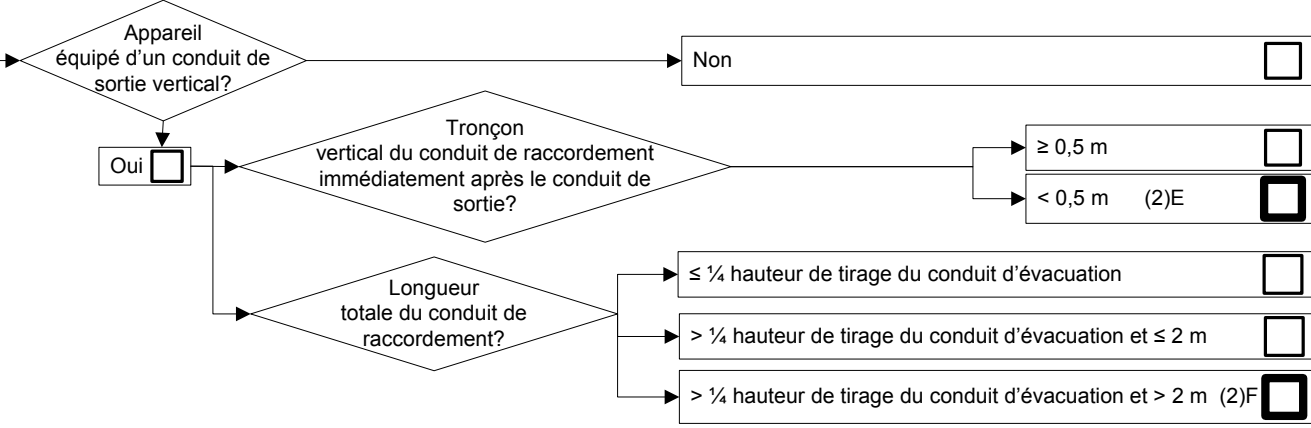 Appareil
équipé d'un conduit de
sortie vertical?
Non
Oui
Tronçon
vertical du conduit de raccordement
immédiatement après le conduit de
sortie?
≥ 0,5 m
< 0,5 m (2)E
Longueur
totale du conduit de
raccordement?
≤ ¼ hauteur de tirage du conduit d'évacuation
> ¼ hauteur de tirage du conduit d'évacuation et ≤ 2 m
> ¼ hauteur de tirage du conduit d'évacuation et > 2 m (2)F